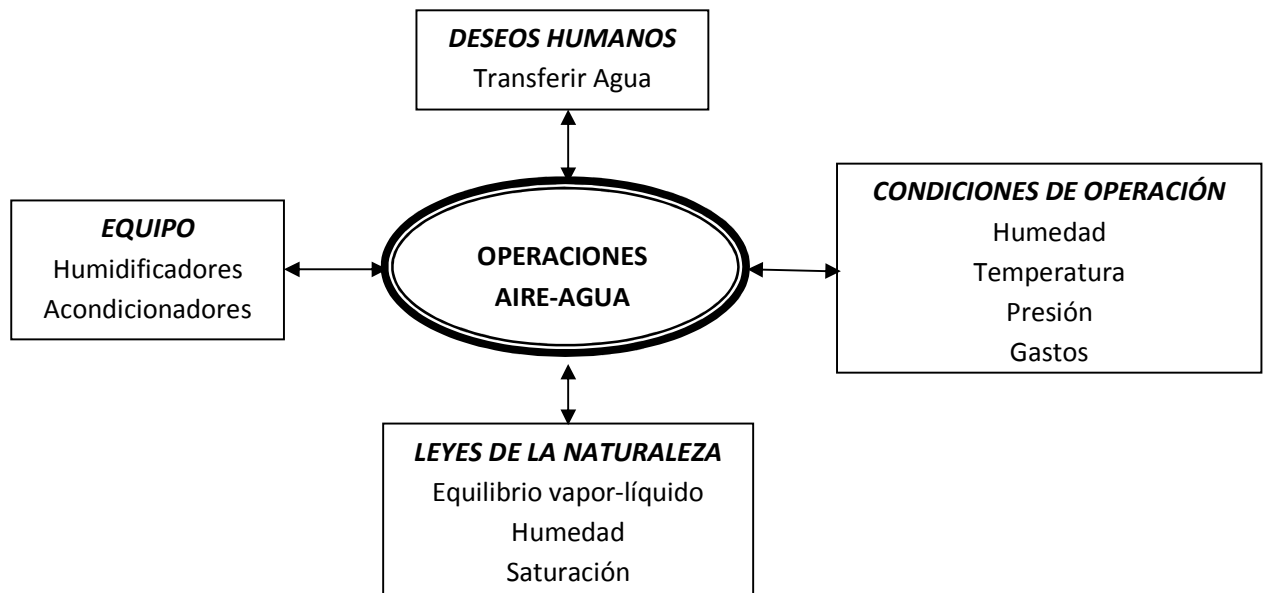 DESEOS HUMANOS
Transferir Agua
EQUIPO
Humidificadores
Acondicionadores
OPERACIONES
AIRE-AGUA
CONDICIONES DE OPERACIÓN
Humedad
Temperatura
Presión
Gastos
LEYES DE LA NATURALEZA
Equilibrio vapor-líquido
Humedad
Saturación